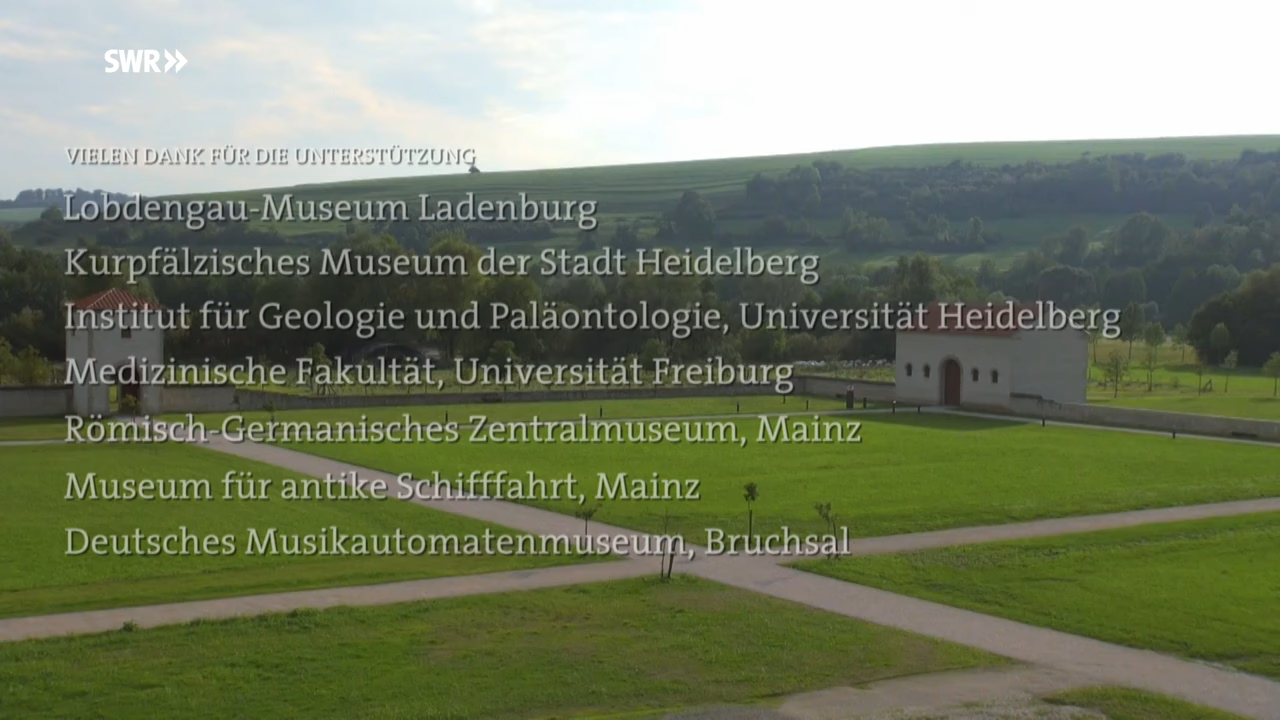 SWR»
VIELEN DANK FÜR DIE UNTERSTÜTZUNG
Lobdengau-Museum Ladenburg
Kurpfälzisches Museum der Stadt Heidelberg
Institut für Geologie und Paläontologie, Universität Heidelberg
Medizinische Fakultät, Universität Freiburg
Römisch-Germanisches Zentralmuseum, Mainz
Museum für antike Schifffahrt, Mainz
Deutsches Musikautomatenmuseum, Bruchsal